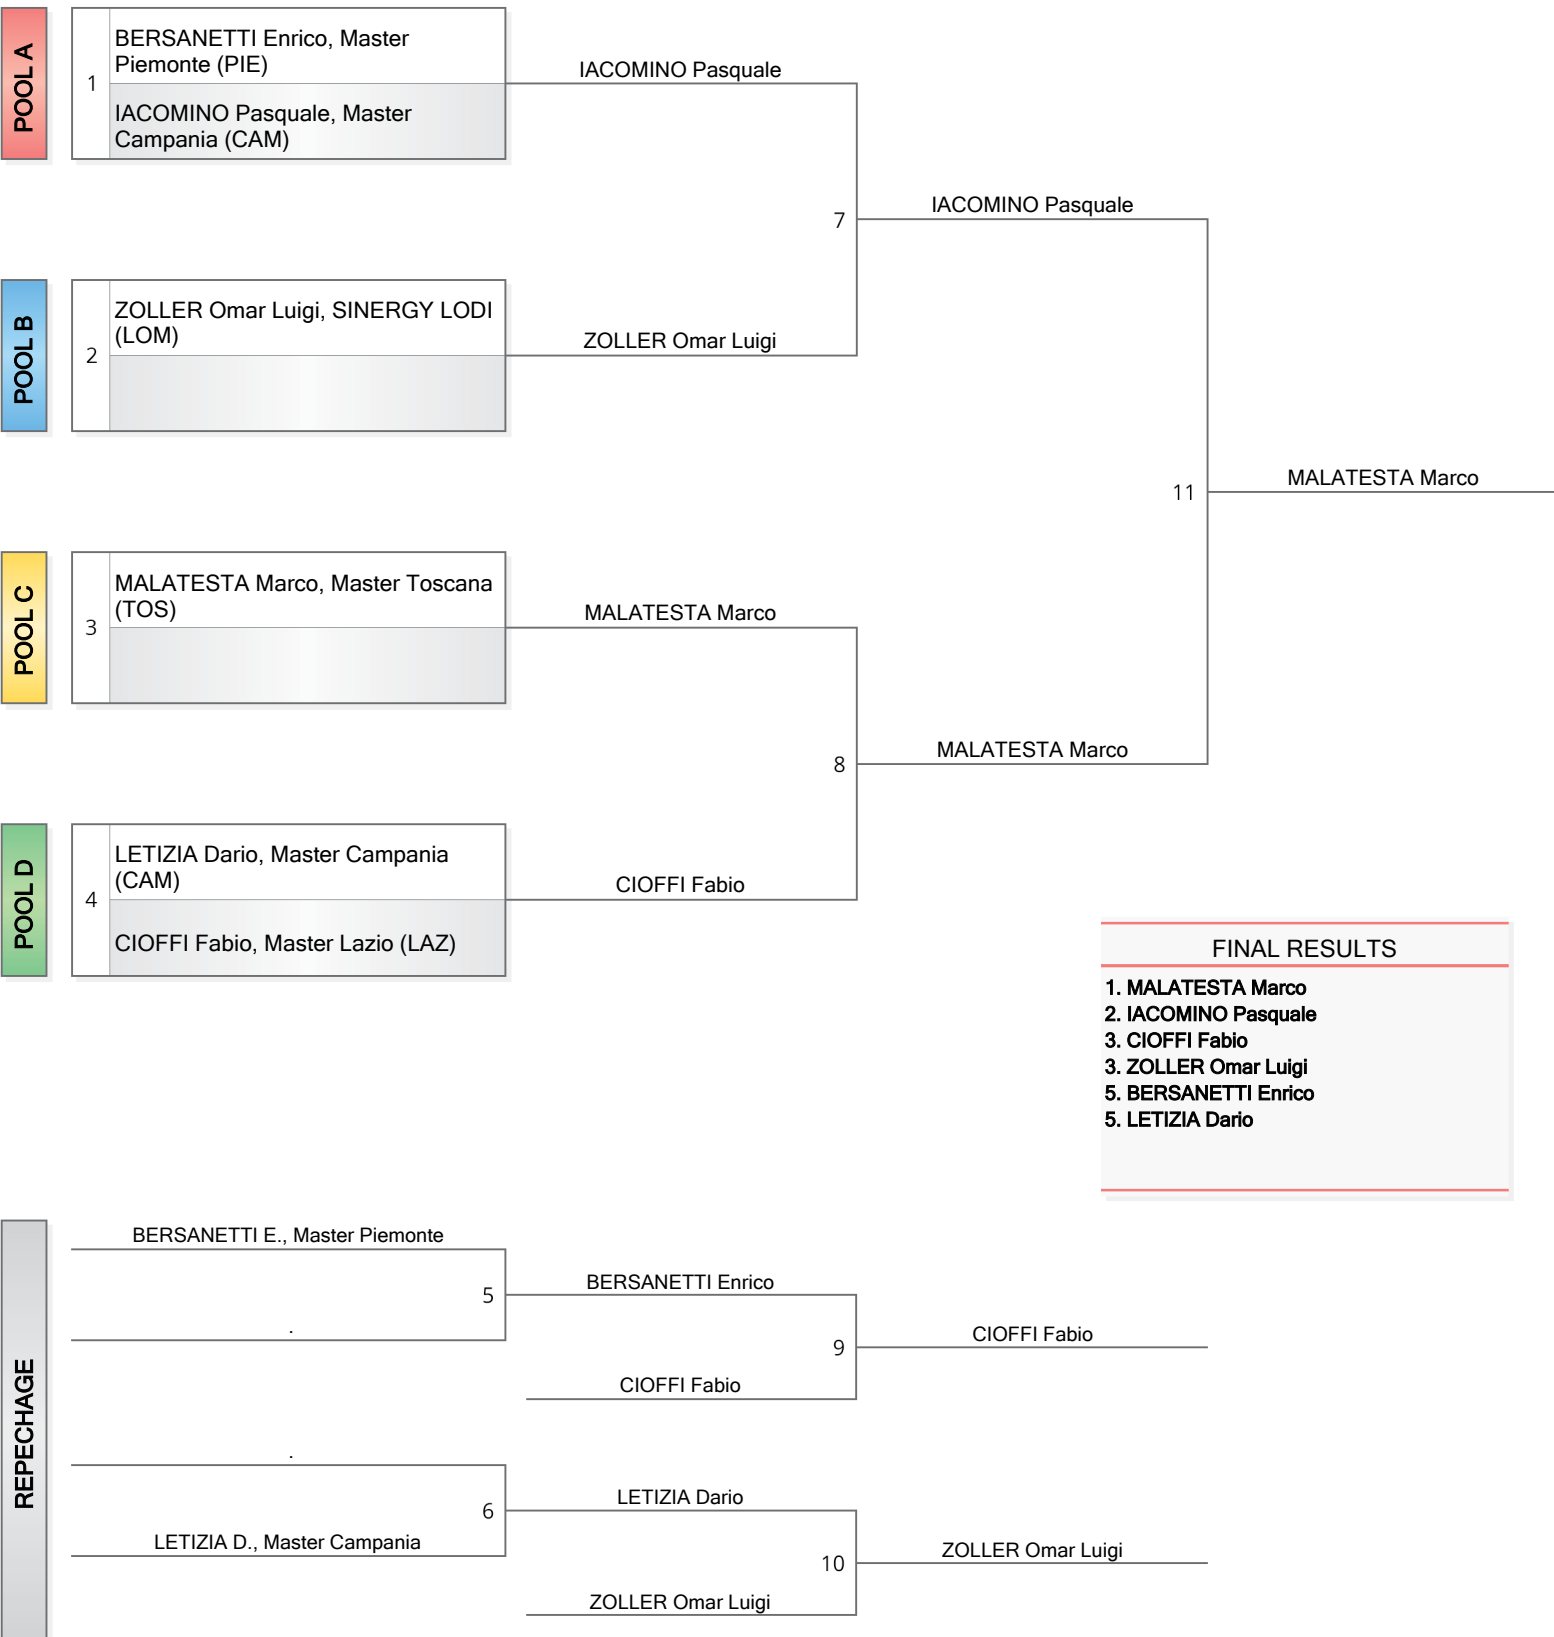 POOL A
1
BERSANETTI Enrico, Master
Piemonte (PIE)
IACOMINO Pasquale, Master
Campania (CAM)
IACOMINO Pasquale
7
IACOMINO Pasquale
POOL B
2
ZOLLER Omar Luigi, SINERGY LODI
(LOM)
ZOLLER Omar Luigi
11
MALATESTA Marco
POOL C
3
MALATESTA Marco, Master Toscana
(TOS)
MALATESTA Marco
8
MALATESTA Marco
POOL D
4
LETIZIA Dario, Master Campania
(CAM)
CIOFFI Fabio, Master Lazio (LAZ)
CIOFFI Fabio
FINAL RESULTS
1. MALATESTA Marco
2. IACOMINO Pasquale
3. CIOFFI Fabio
3. ZOLLER Omar Luigi
5. BERSANETTI Enrico
5. LETIZIA Dario
REPECHAGE
BERSANETTI E., Master Piemonte
5
.
BERSANETTI Enrico
9
CIOFFI Fabio
CIOFFI Fabio
.
6
LETIZIA D., Master Campania
LETIZIA Dario
10
ZOLLER Omar Luigi
ZOLLER Omar Luigi